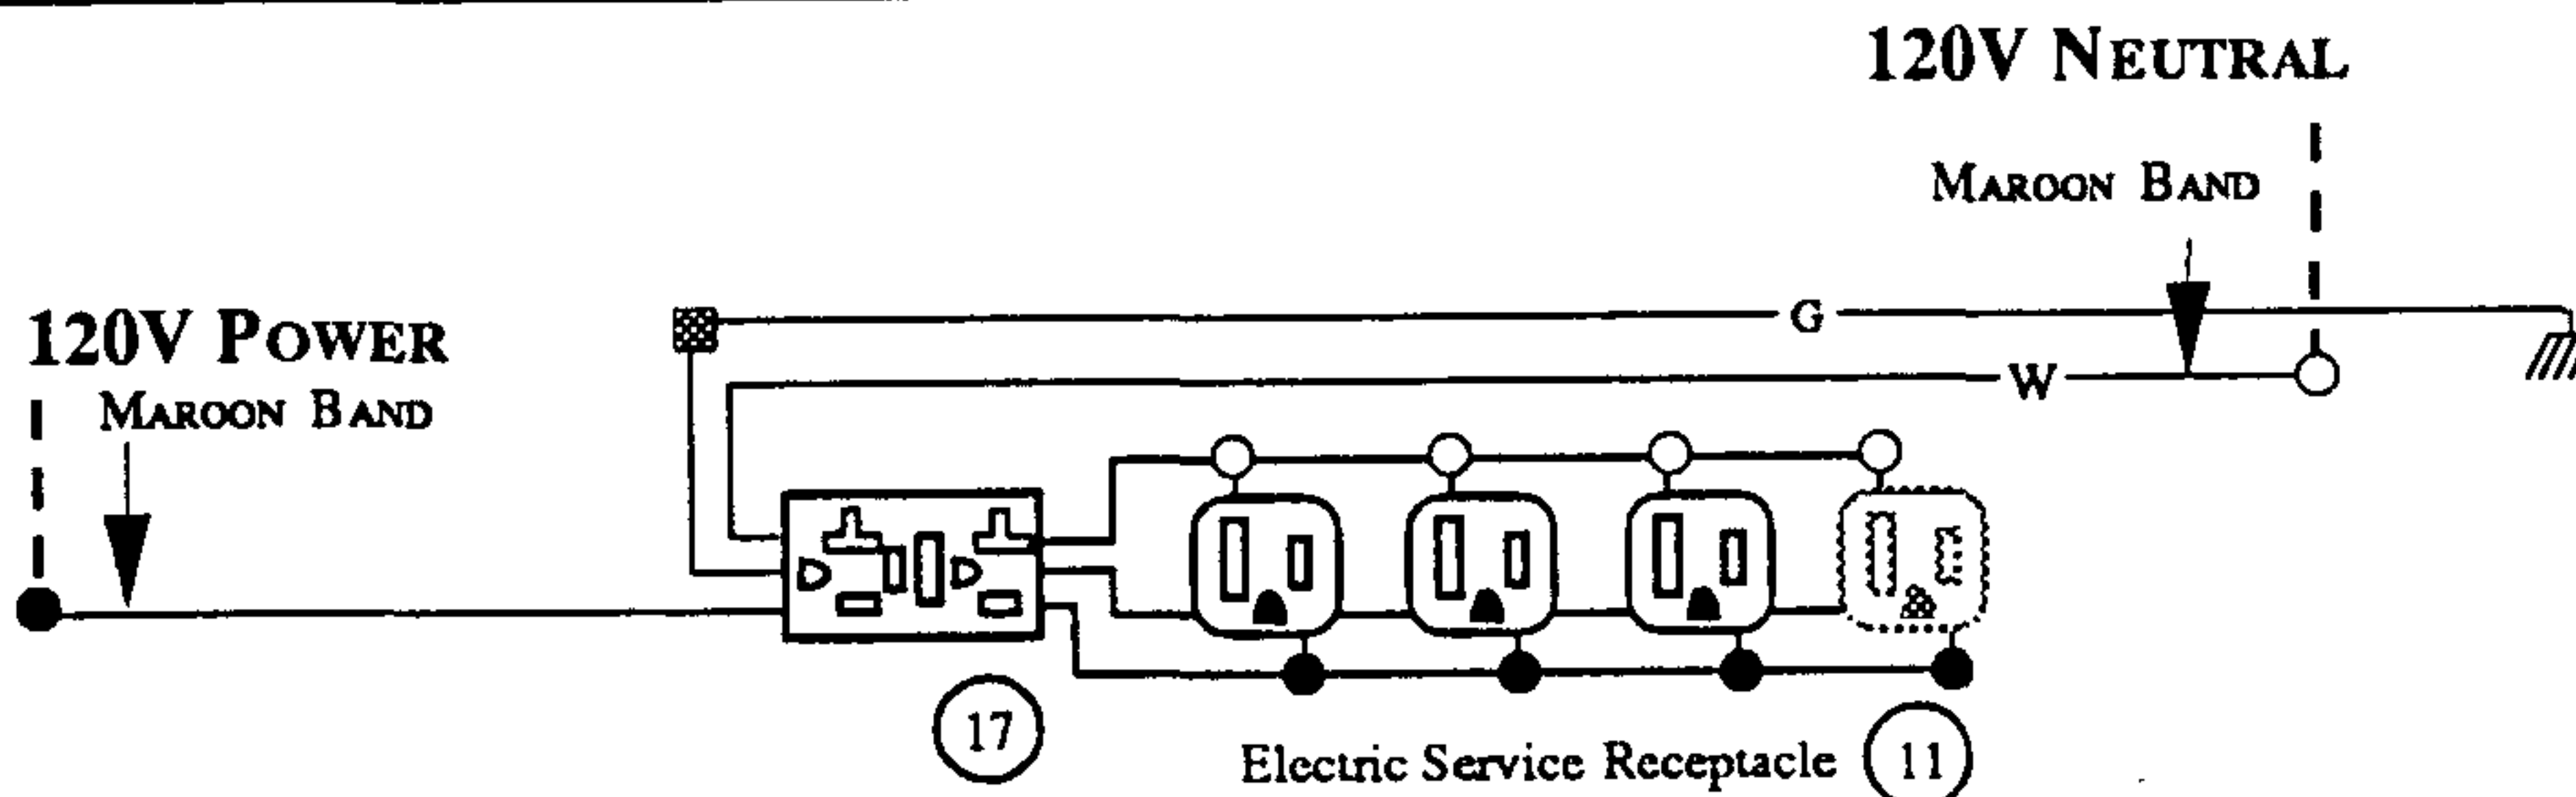 120V NEUTRAL
MAROON BAND
120V POWER
MAROON BAND
G
W
17
Electric Service Receptacle 11